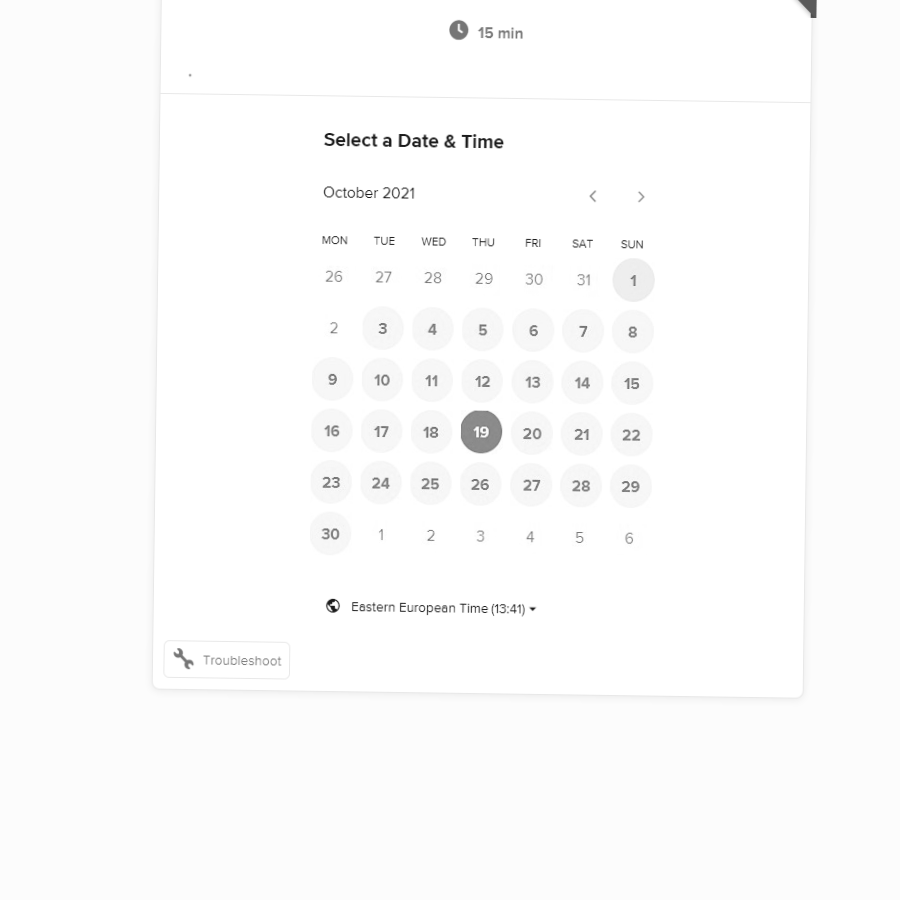 15 min
.
Select a Date & Time
October 2021
MON TUE WED THU FRI SAT SUN
26 27 28 29 30 31 1
2 3 4 5 6 7 8
9 10 11 12 13 14 15
16 17 18 19 20 21 22
23 24 25 26 27 28 29
30 1 2 3 4 5 6
Eastern European Time (13:41)
Troubleshoot